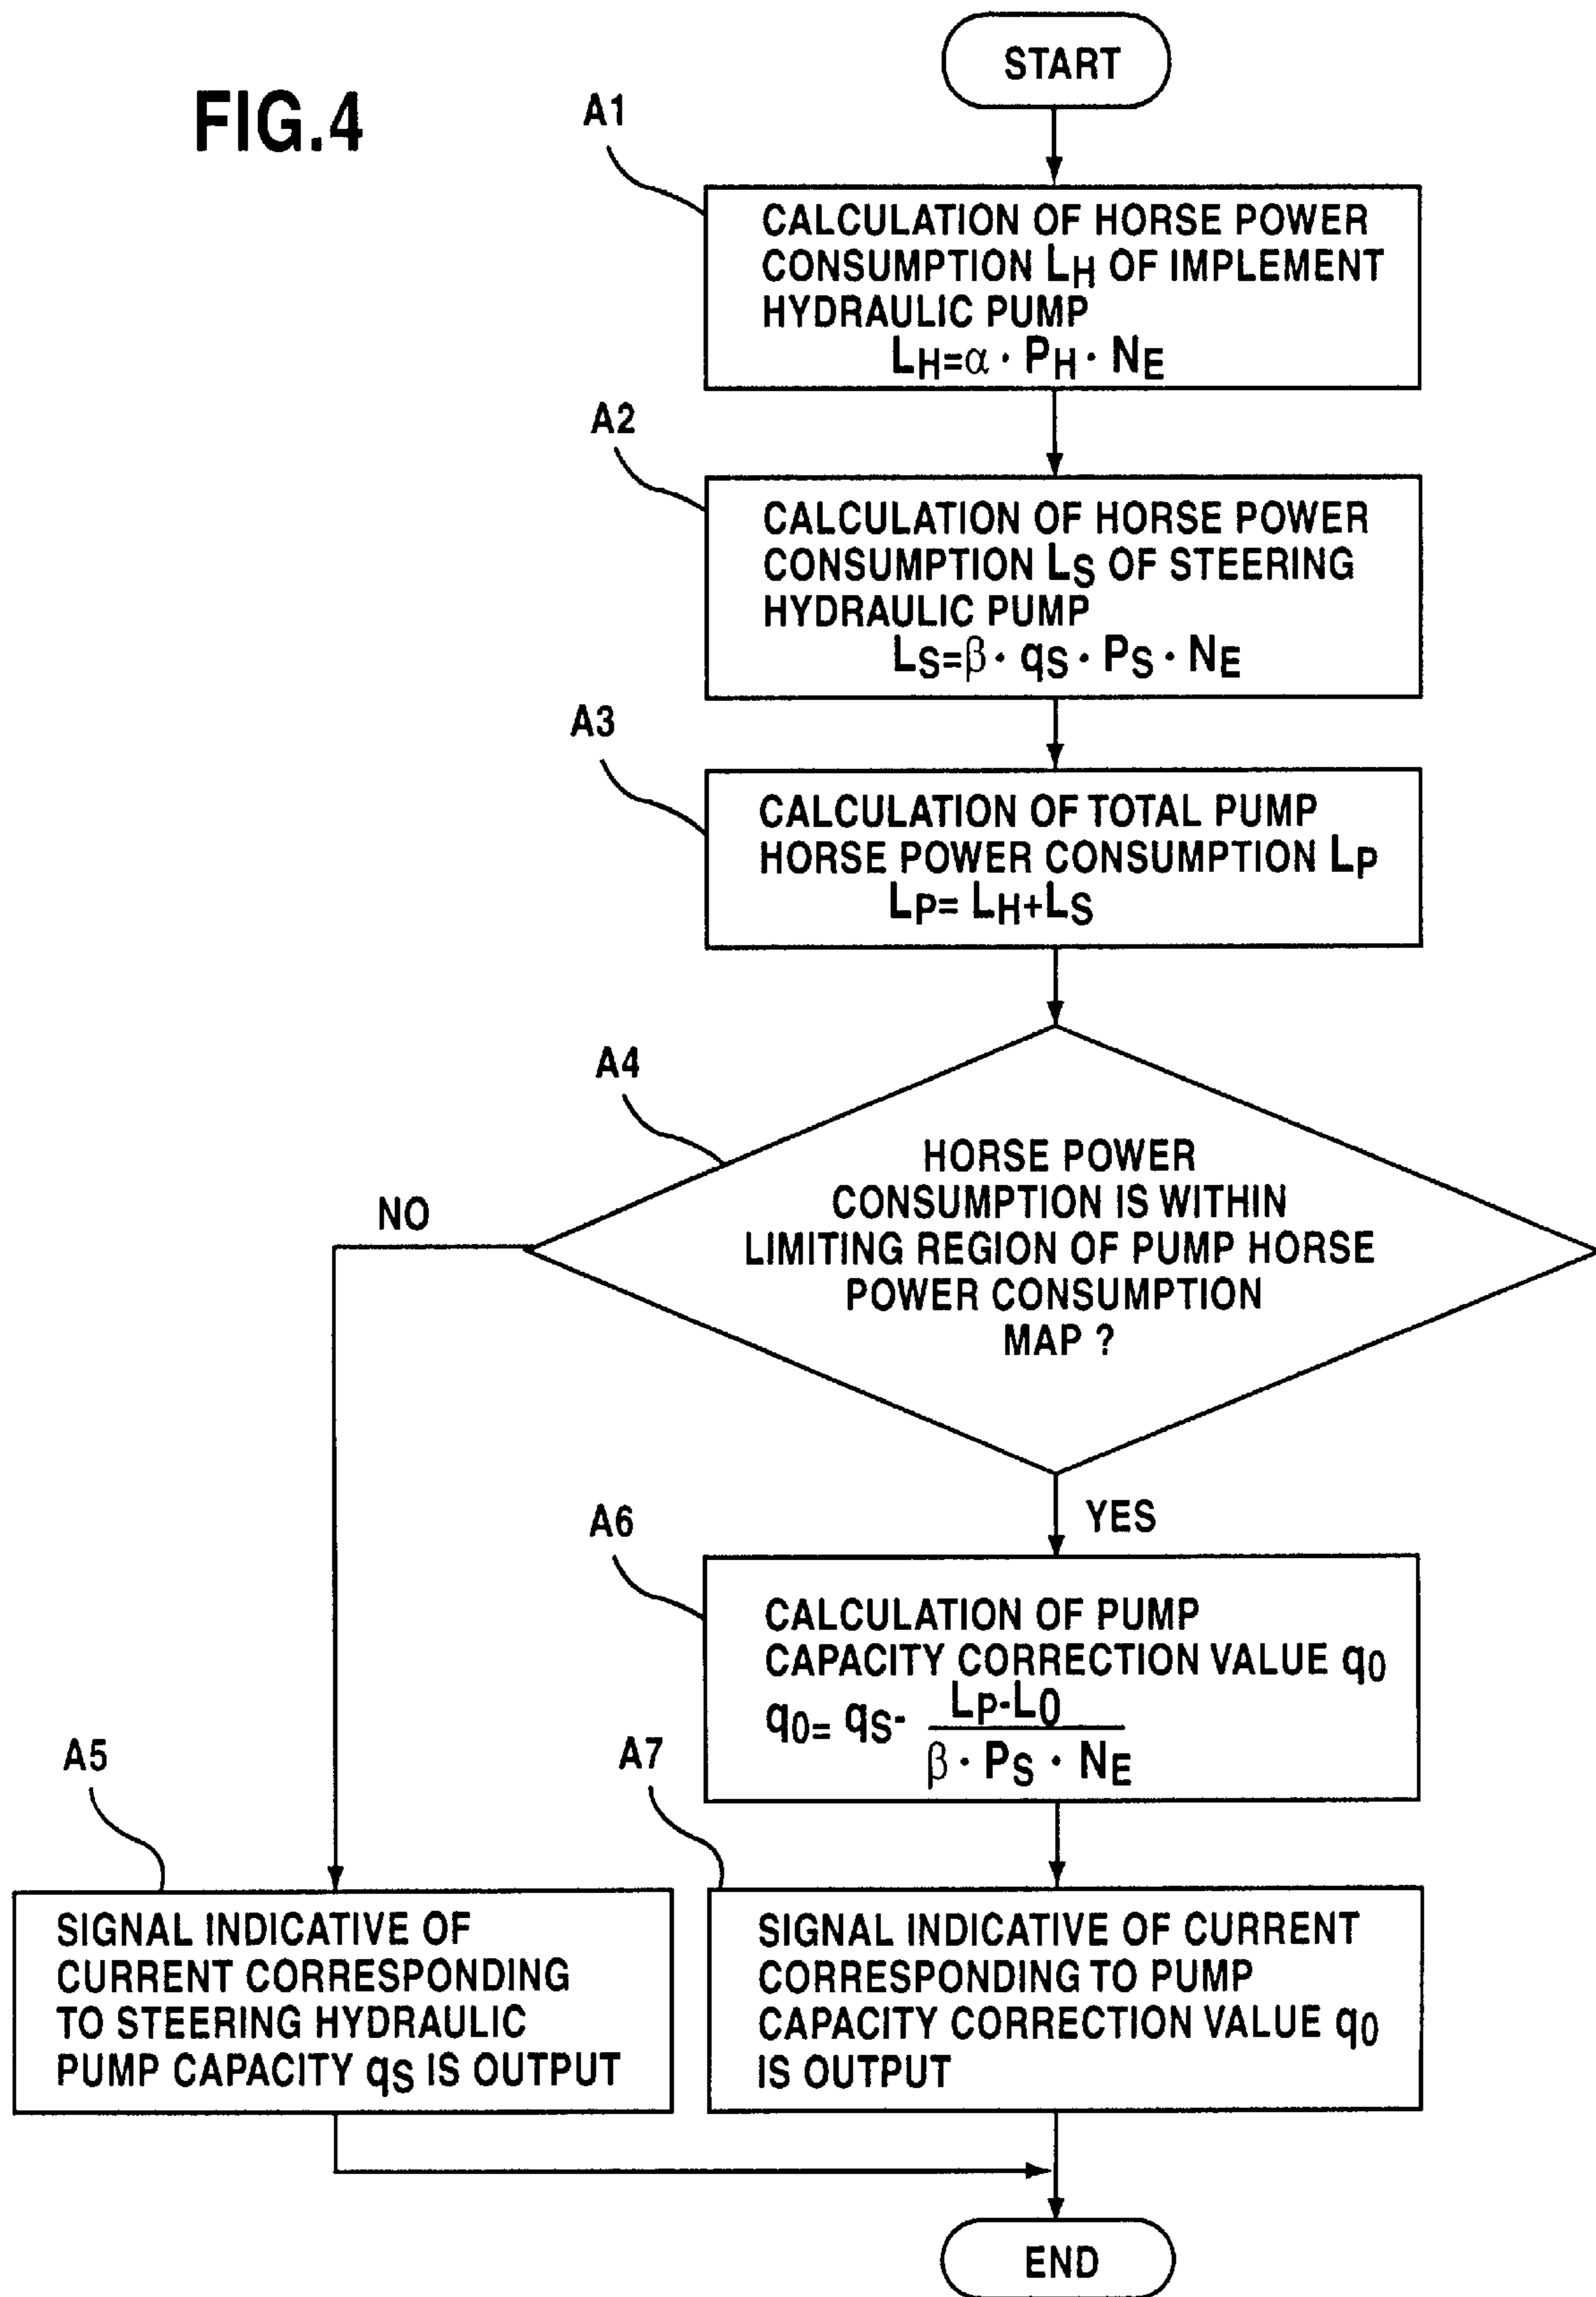 FIG.4
START
A1
CALCULATION OF HORSE POWER
CONSUMPTION LH OF IMPLEMENT
HYDRAULIC PUMP
LH=α · PH · NE
A2
CALCULATION OF HORSE POWER
CONSUMPTION LS OF STEERING
HYDRAULIC PUMP
LS=β · qS · PS · NE
A3
CALCULATION OF TOTAL PUMP
HORSE POWER CONSUMPTION LP
LP= LH+LS
A4
HORSE POWER
CONSUMPTION IS WITHIN
LIMITING REGION OF PUMP HORSE
POWER CONSUMPTION
MAP ?
NO
YES
A6
CALCULATION OF PUMP
CAPACITY CORRECTION VALUE q0
q0= qS- LP-L0
β · PS · NE
A5
SIGNAL INDICATIVE OF
CURRENT CORRESPONDING
TO STEERING HYDRAULIC
PUMP CAPACITY qS IS OUTPUT
A7
SIGNAL INDICATIVE OF CURRENT
CORRESPONDING TO PUMP
CAPACITY CORRECTION VALUE q0
IS OUTPUT
END